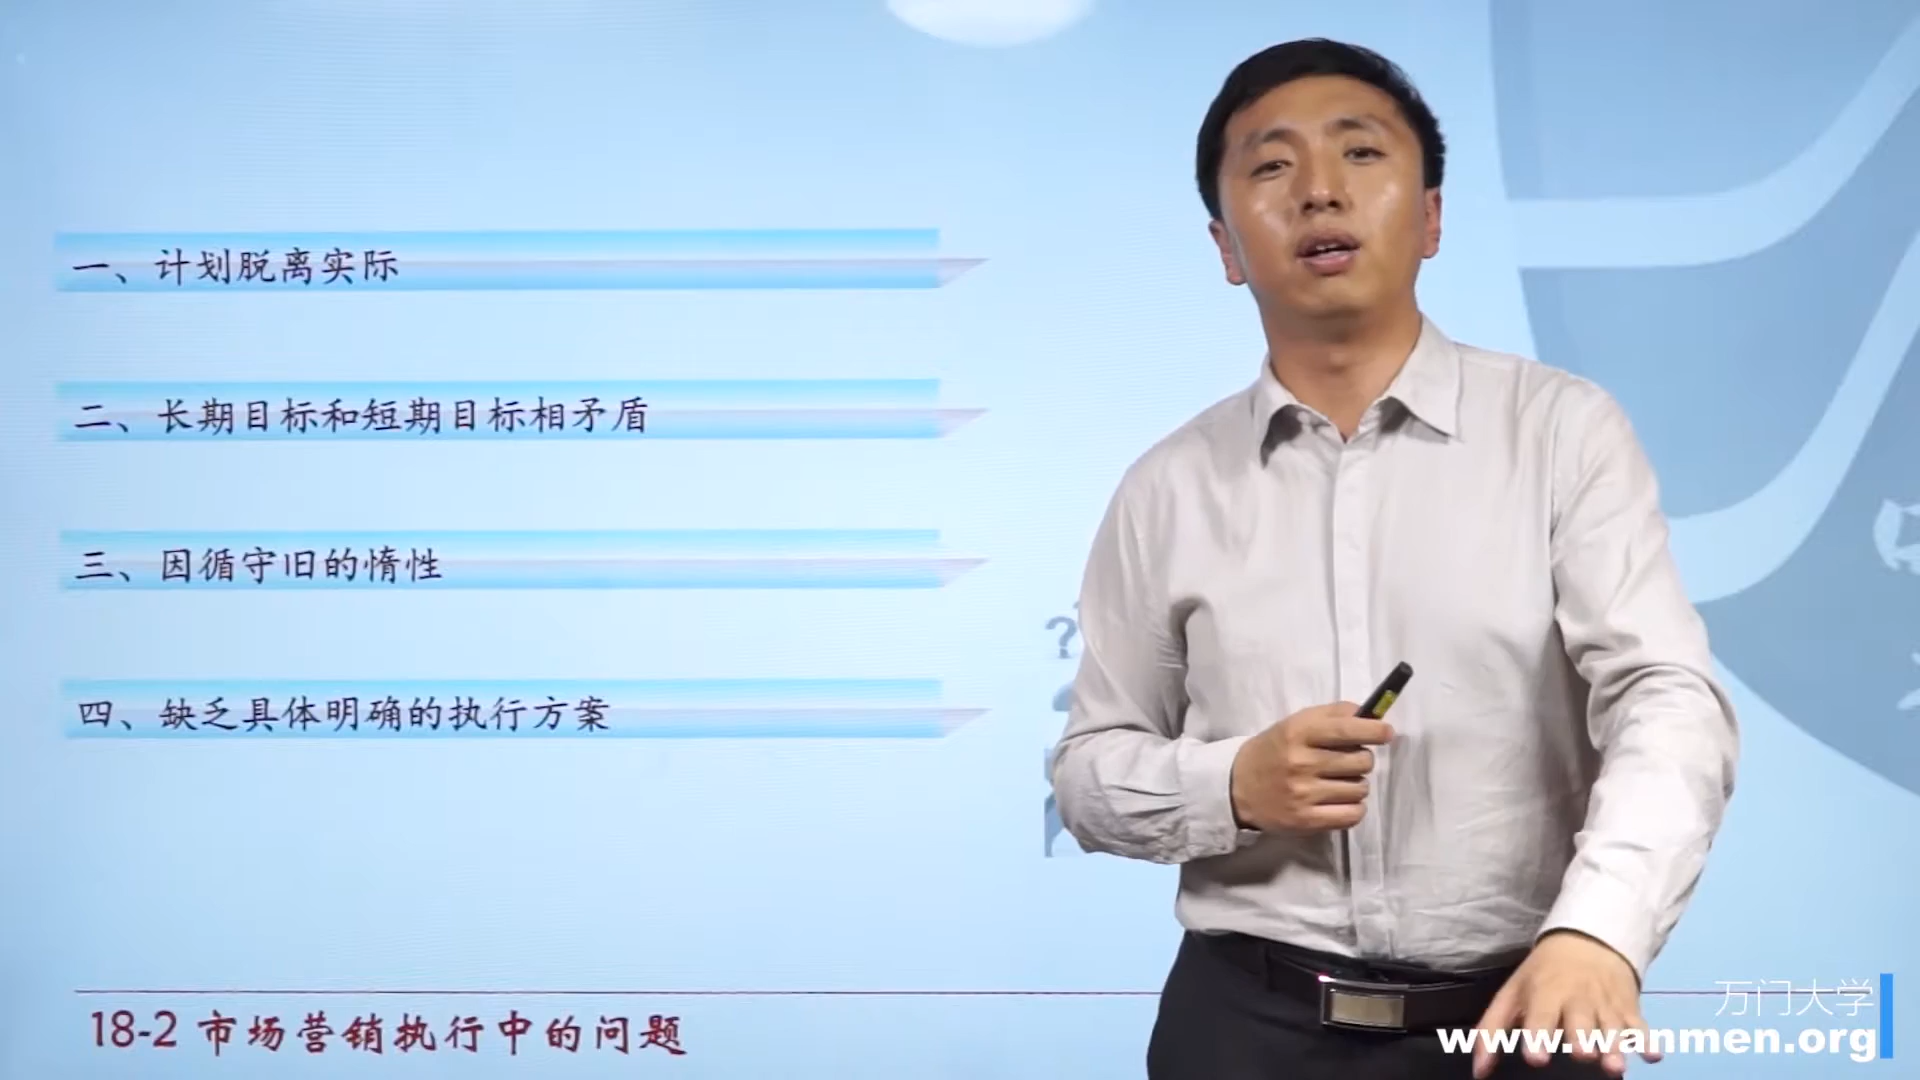 一、计划脱离实际
二、长期目标和短期目标相矛盾
三、因循守旧的惰性
四、缺乏具体明确的执行方案
?
18-2 市场营销执行中的问题
万门大学
www.wanmen.org